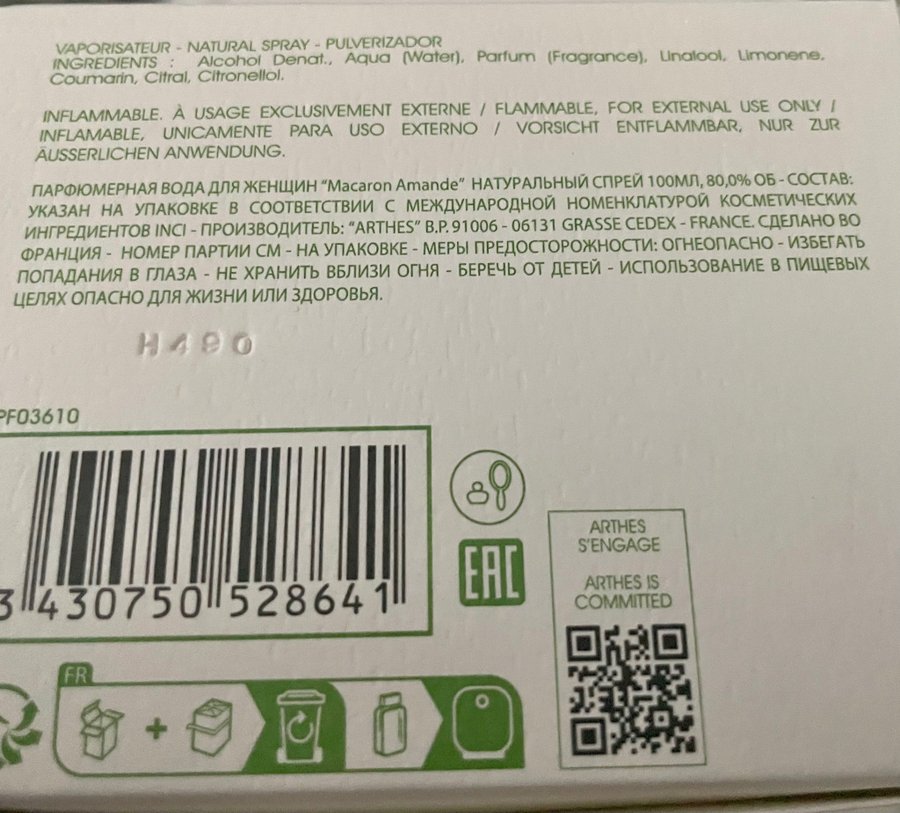 VAPORISATEUR - NATURAL SPRAY - PULVERIZADOR
INGREDIENTS : Alcohol Denat., Aqua (Water), Parfum (Fragrance), Linalool, Limonene,
Coumarin, Citral, Citronellol.
INFLAMMABLE. À USAGE EXCLUSIVEMENT EXTERNE / FLAMMABLE, FOR EXTERNAL USE ONLY /
INFLAMABLE, UNICAMENTE PARA USO EXTERNO / VORSICHT ENTFLAMMBAR, NUR ZUR
ÄUSSERLICHEN ANWENDUNG.
ПАРФЮМЕРНАЯ ВОДА ДЛЯ ЖЕНЩИН "Macaron Amande" НАТУРАЛЬНЫЙ СПРЕЙ 100МЛ, 80,0% ОБ - СОСТАВ:
УКАЗАН НА УПАКОВКЕ В СООТВЕТСТВИИ С МЕЖДУНАРОДНОЙ НОМЕНКЛАТУРОЙ КОСМЕТИЧЕСКИХ
ИНГРЕДИЕНТОВ INCI - ПРОИЗВОДИТЕЛЬ: "ARTHES" B.P. 91006 - 06131 GRASSE CEDEX - FRANCE. СДЕЛАНО ВО
ФРАНЦИЯ - НОМЕР ПАРТИИ СМ - НА УПАКОВКЕ - МЕРЫ ПРЕДОСТОРОЖНОСТИ: ОГНЕОПАСНО - ИЗБЕГАТЬ
ПОПАДАНИЯ В ГЛАЗА - НЕ ХРАНИТЬ ВБЛИЗИ ОГНЯ - БЕРЕЧЬ ОТ ДЕТЕЙ - ИСПОЛЬЗОВАНИЕ В ПИЩЕВЫХ
ЦЕЛЯХ ОПАСНО ДЛЯ ЖИЗНИ ИЛИ ЗДОРОВЬЯ.
H490
PF03610
3 430750 528641
EAC
ARTHES
S'ENGAGE
ARTHES IS
COMMITTED
FR